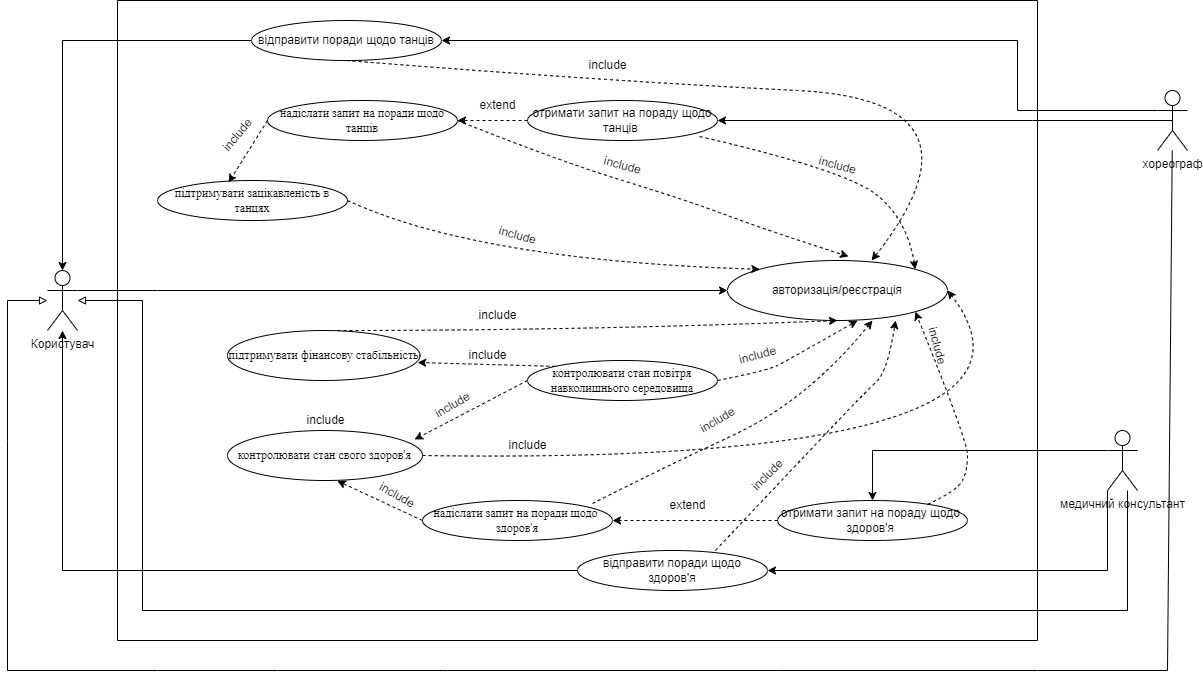 відправити поради щодо танців
include
надіслати запит на поради щодо
танців
extend
отримати запит на пораду щодо
танців
include
include
include
хореограф
підтримувати зацікавленість в
танцях
include
авторизація/реєстрація
Користувач
include
підтримувати фінансову стабільність
include
контролювати стан повітря
навколишнього середовища
include
include
include
include
include
include
контролювати стан свого здоров'я
include
include
include
надіслати запит на поради щодо
здоров'я
extend
отримати запит на пораду щодо
здоров'я
медичний консультант
відправити поради щодо
здоров'я